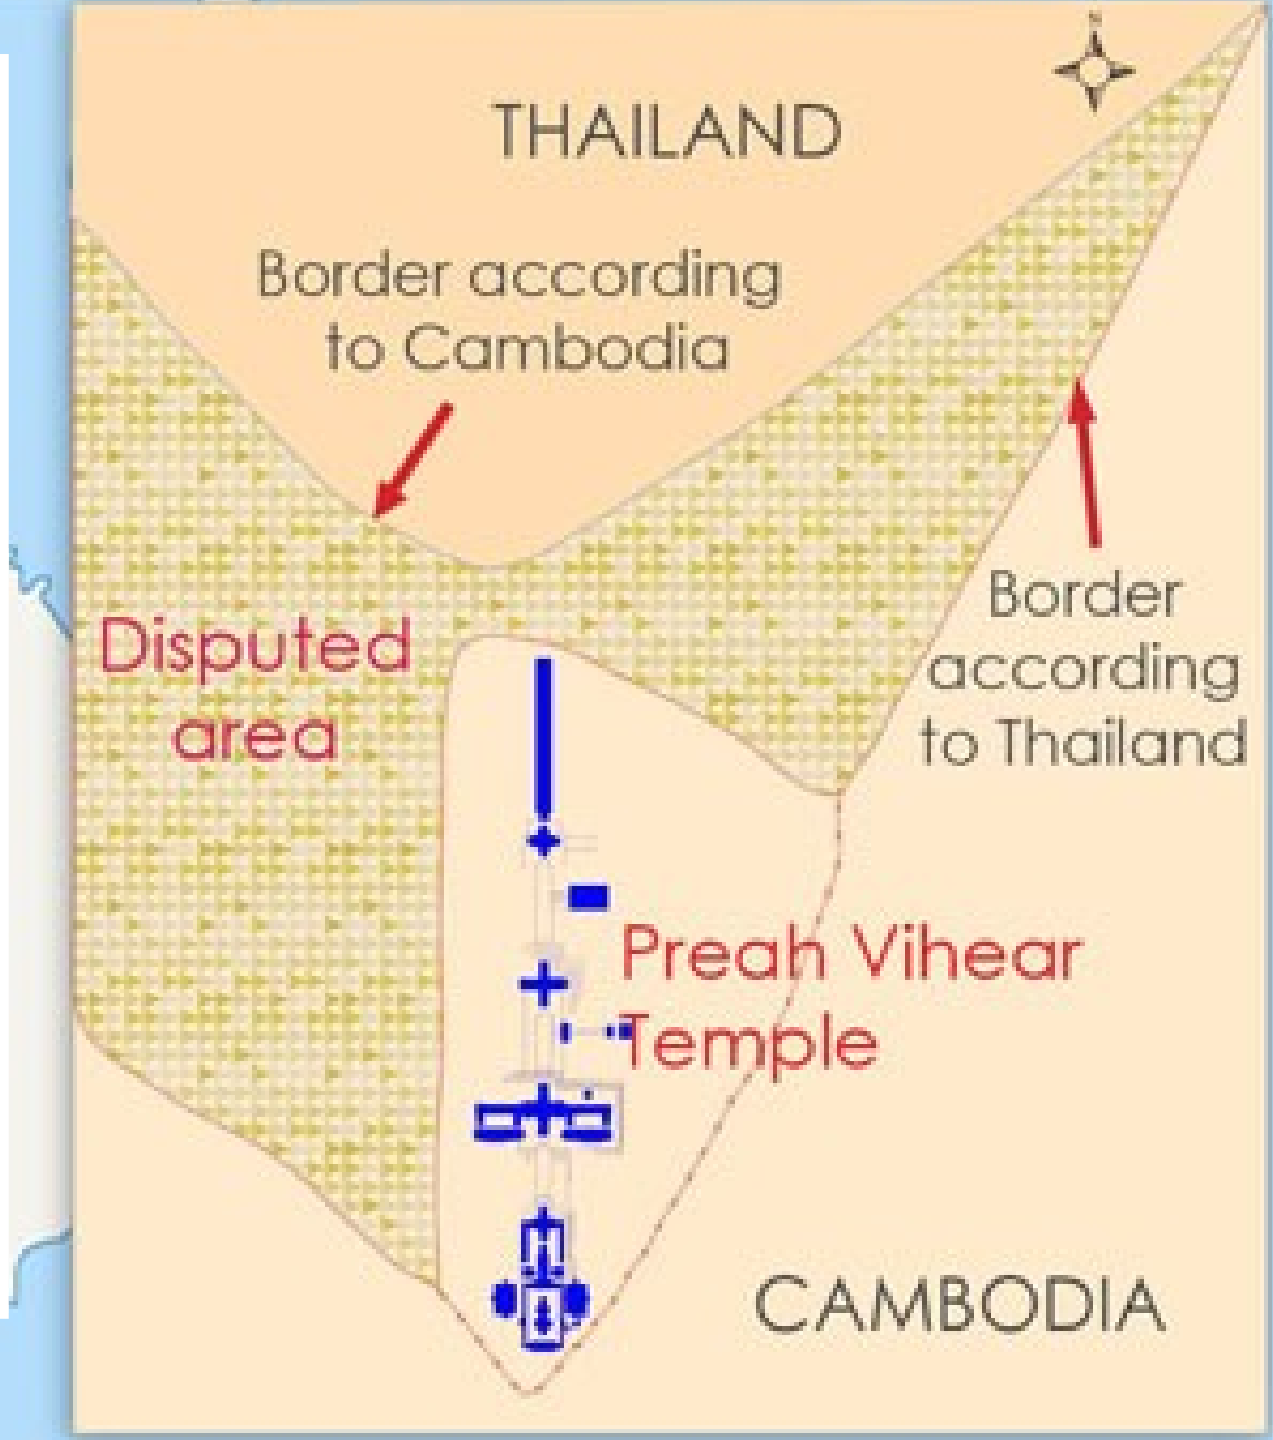 N
THAILAND
Border according
to Cambodia
Disputed
area
Border
according
to Thailand
Preah Vihear
Temple
CAMBODIA